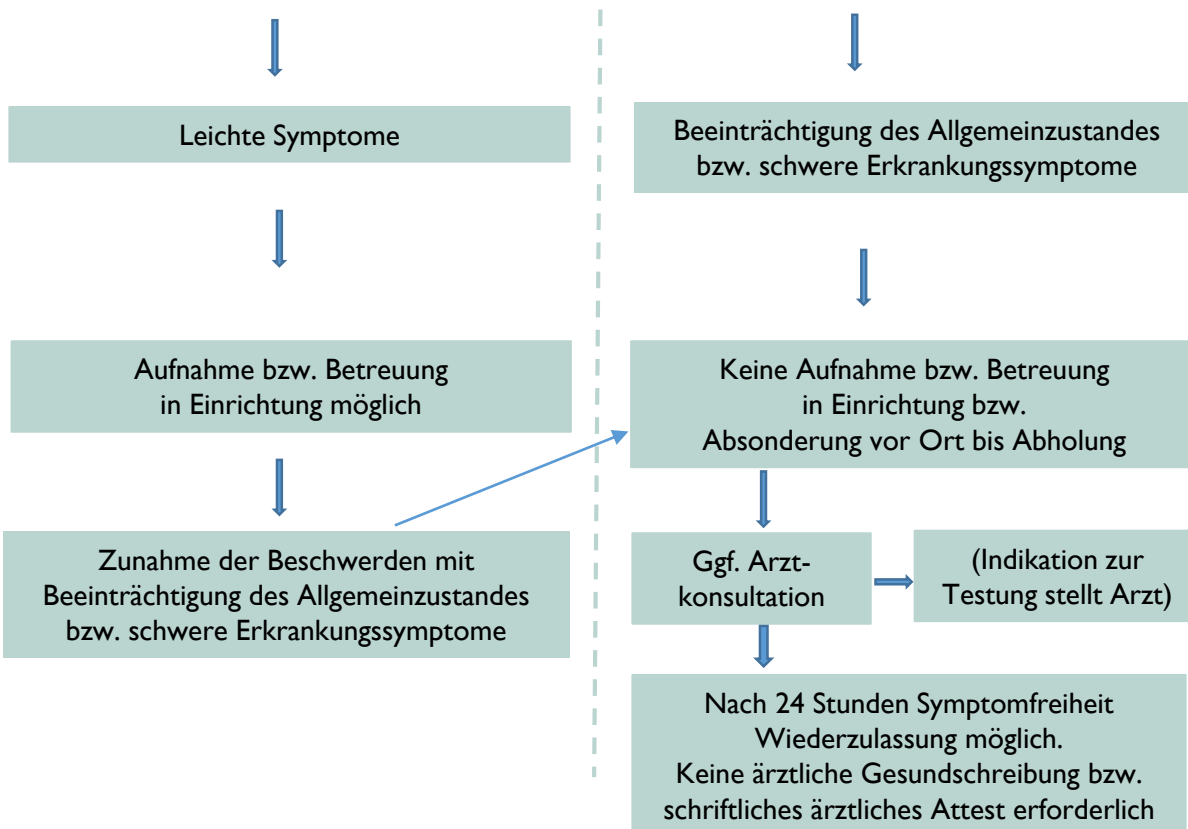 Leichte Symptome
Aufnahme bzw. Betreuung
in Einrichtung möglich
Zunahme der Beschwerden mit
Beeinträchtigung des Allgemeinzustandes
bzw. schwere Erkrankungssymptome
Beeinträchtigung des Allgemeinzustandes
bzw. schwere Erkrankungssymptome
Keine Aufnahme bzw. Betreuung
in Einrichtung bzw.
Absonderung vor Ort bis Abholung
Ggf. Arzt-
konsultation
(Indikation zur
Testung stellt Arzt)
Nach 24 Stunden Symptomfreiheit
Wiederzulassung möglich.
Keine ärztliche Gesundschreibung bzw.
schriftliches ärztliches Attest erforderlich